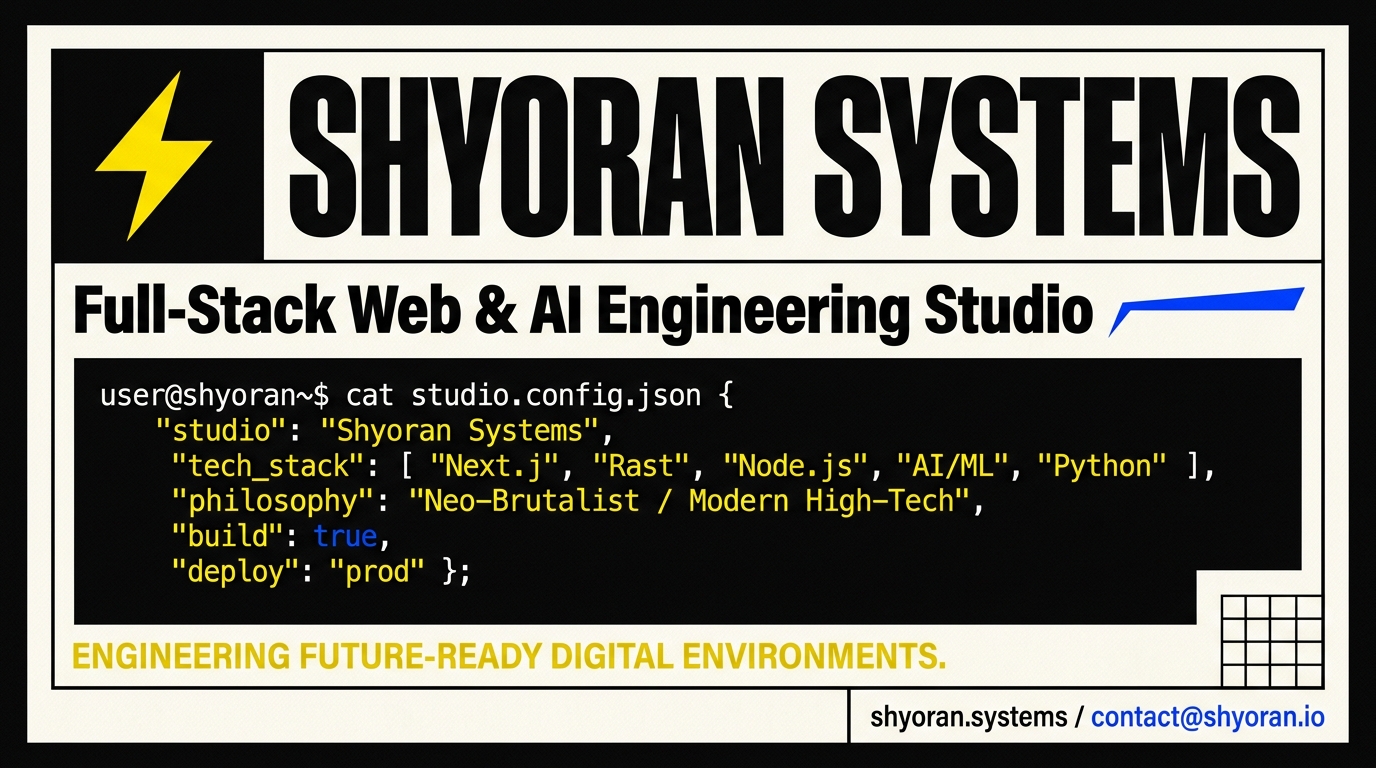 SHYORAN SYSTEMS
Full-Stack Web & AI Engineering Studio
user@shyoran~$ cat studio.config.json {
"studio": "Shyoran Systems",
"tech_stack": [ "Next.j", "Rast", "Node.js", "AI/ML", "Python" ],
"philosophy": "Neo-Brutalist / Modern High-Tech",
"build": true,
"deploy": "prod" };
ENGINEERING FUTURE-READY DIGITAL ENVIRONMENTS.
shyoran.systems / contact@shyoran.io